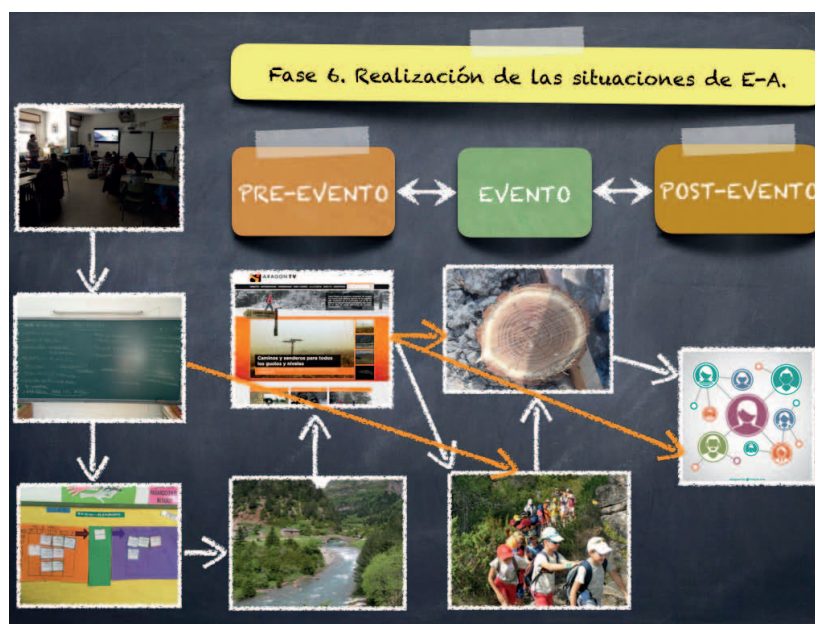 Fase 6. Realización de las situaciones de E-A.
PRE-EVENTO
EVENTO
POST-EVENTO
ARAGÓN TV
Caminos y senderos para todos
los gustos y niveles